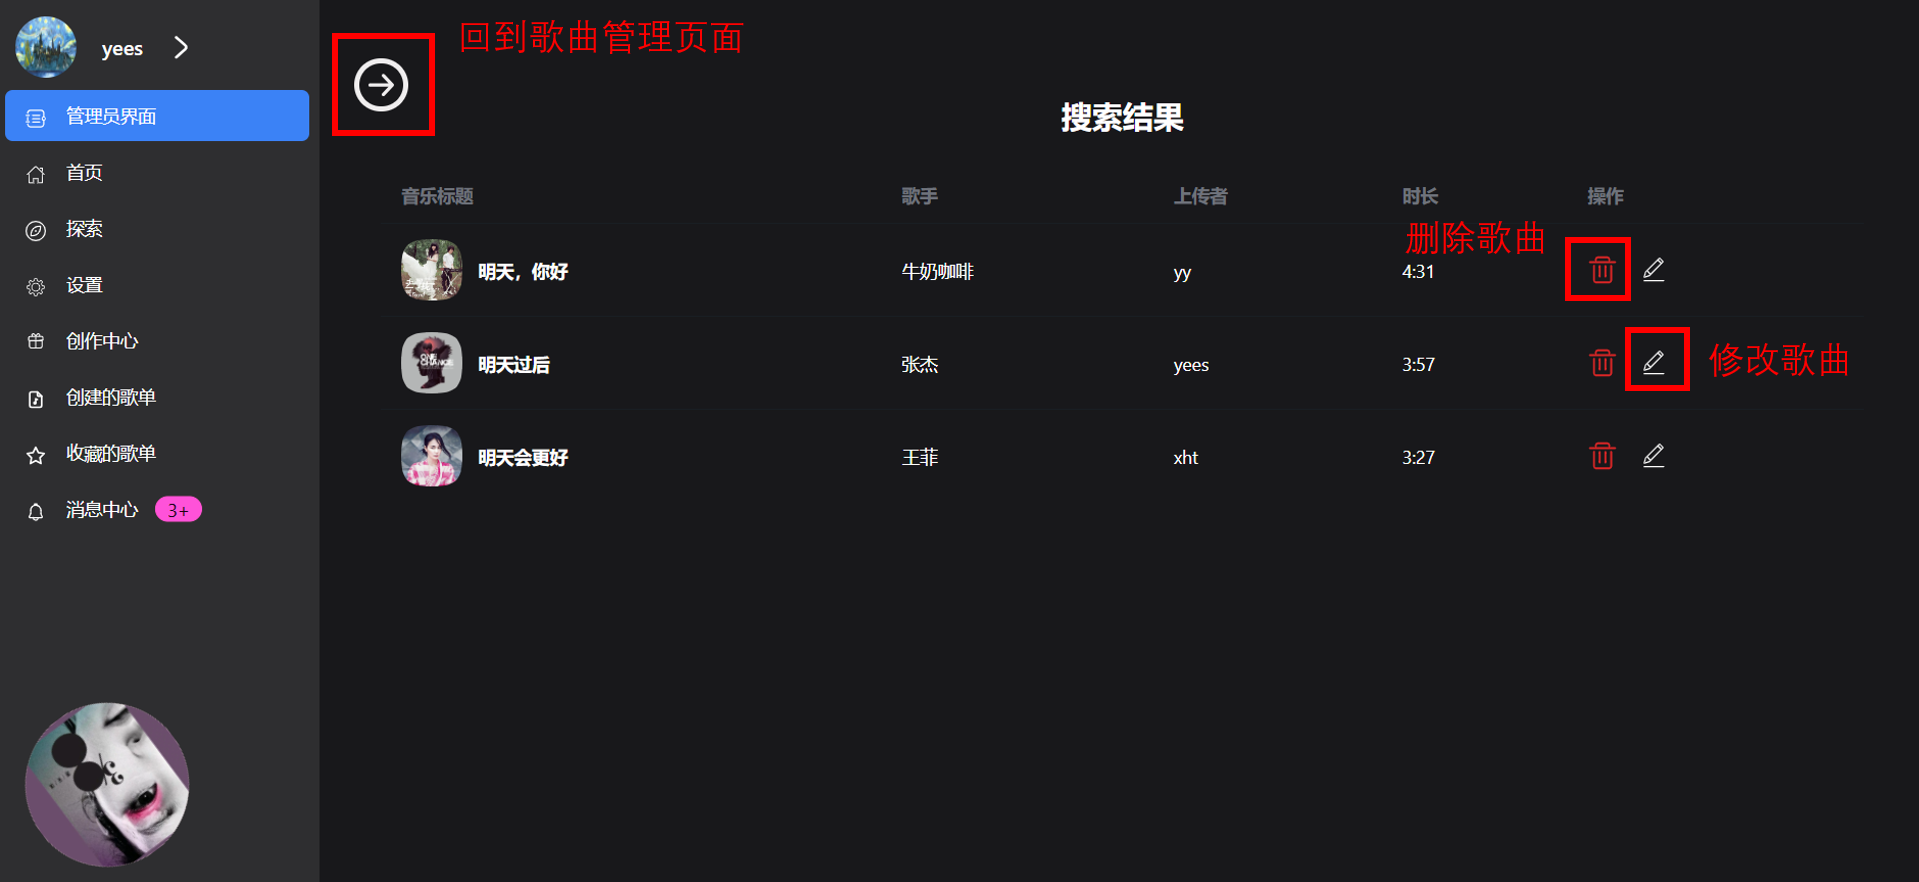 回到歌曲管理页面
yees
搜索结果
管理员界面
首页
探索
设置
创作中心
创建的歌单
收藏的歌单
消息中心 3+
音乐标题 歌手 上传者 时长 操作
删除歌曲
明天，你好 牛奶咖啡 yy 4:31
明天过后 张杰 yees 3:57
修改歌曲
明天会更好 王菲 xht 3:27